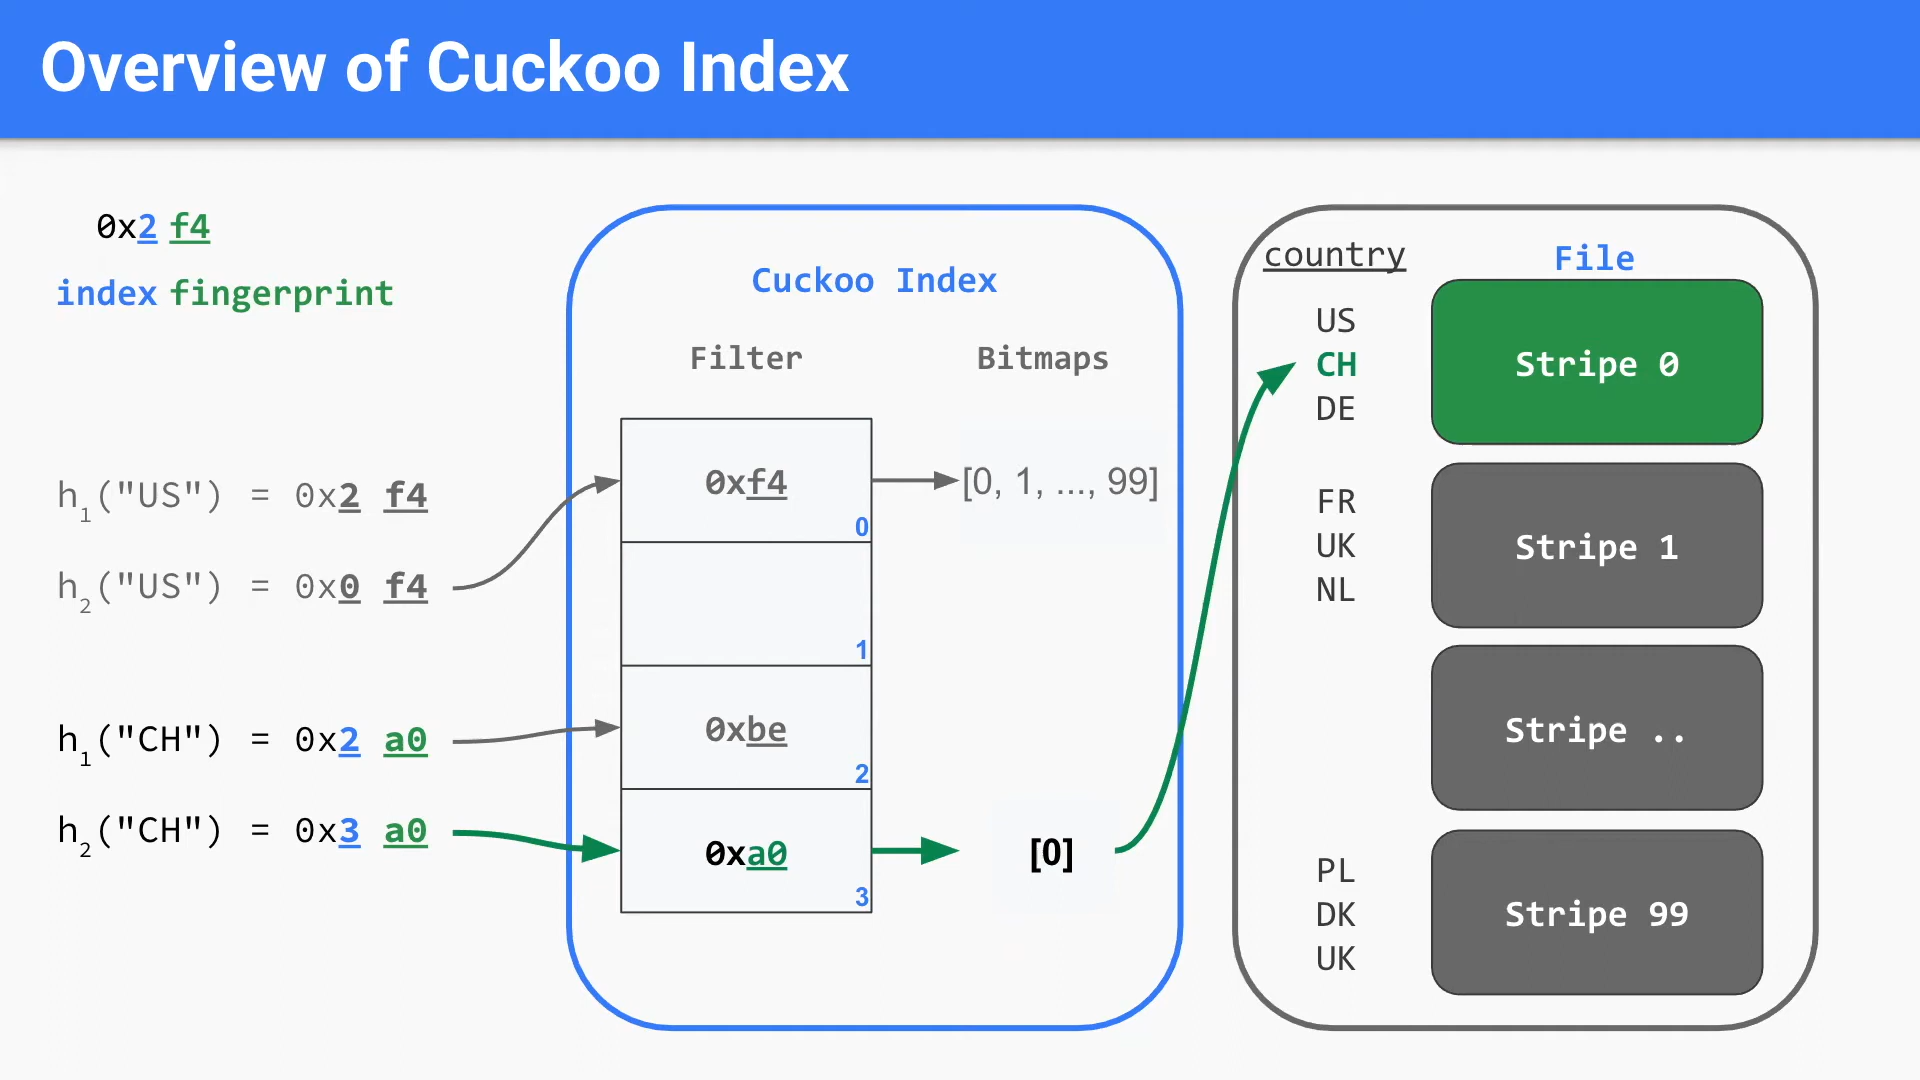 Overview of Cuckoo Index
0x2 f4
index fingerprint
h1("US") = 0x2 f4
h2("US") = 0x0 f4
h1("CH") = 0x2 a0
h2("CH") = 0x3 a0
Cuckoo Index
Filter Bitmaps
0xf4
0
[0, 1, ..., 99]
1
0xbe
2
0xa0
3
[0]
country File
US
CH
DE
Stripe 0
FR
UK
NL
Stripe 1
Stripe ..
PL
DK
UK
Stripe 99